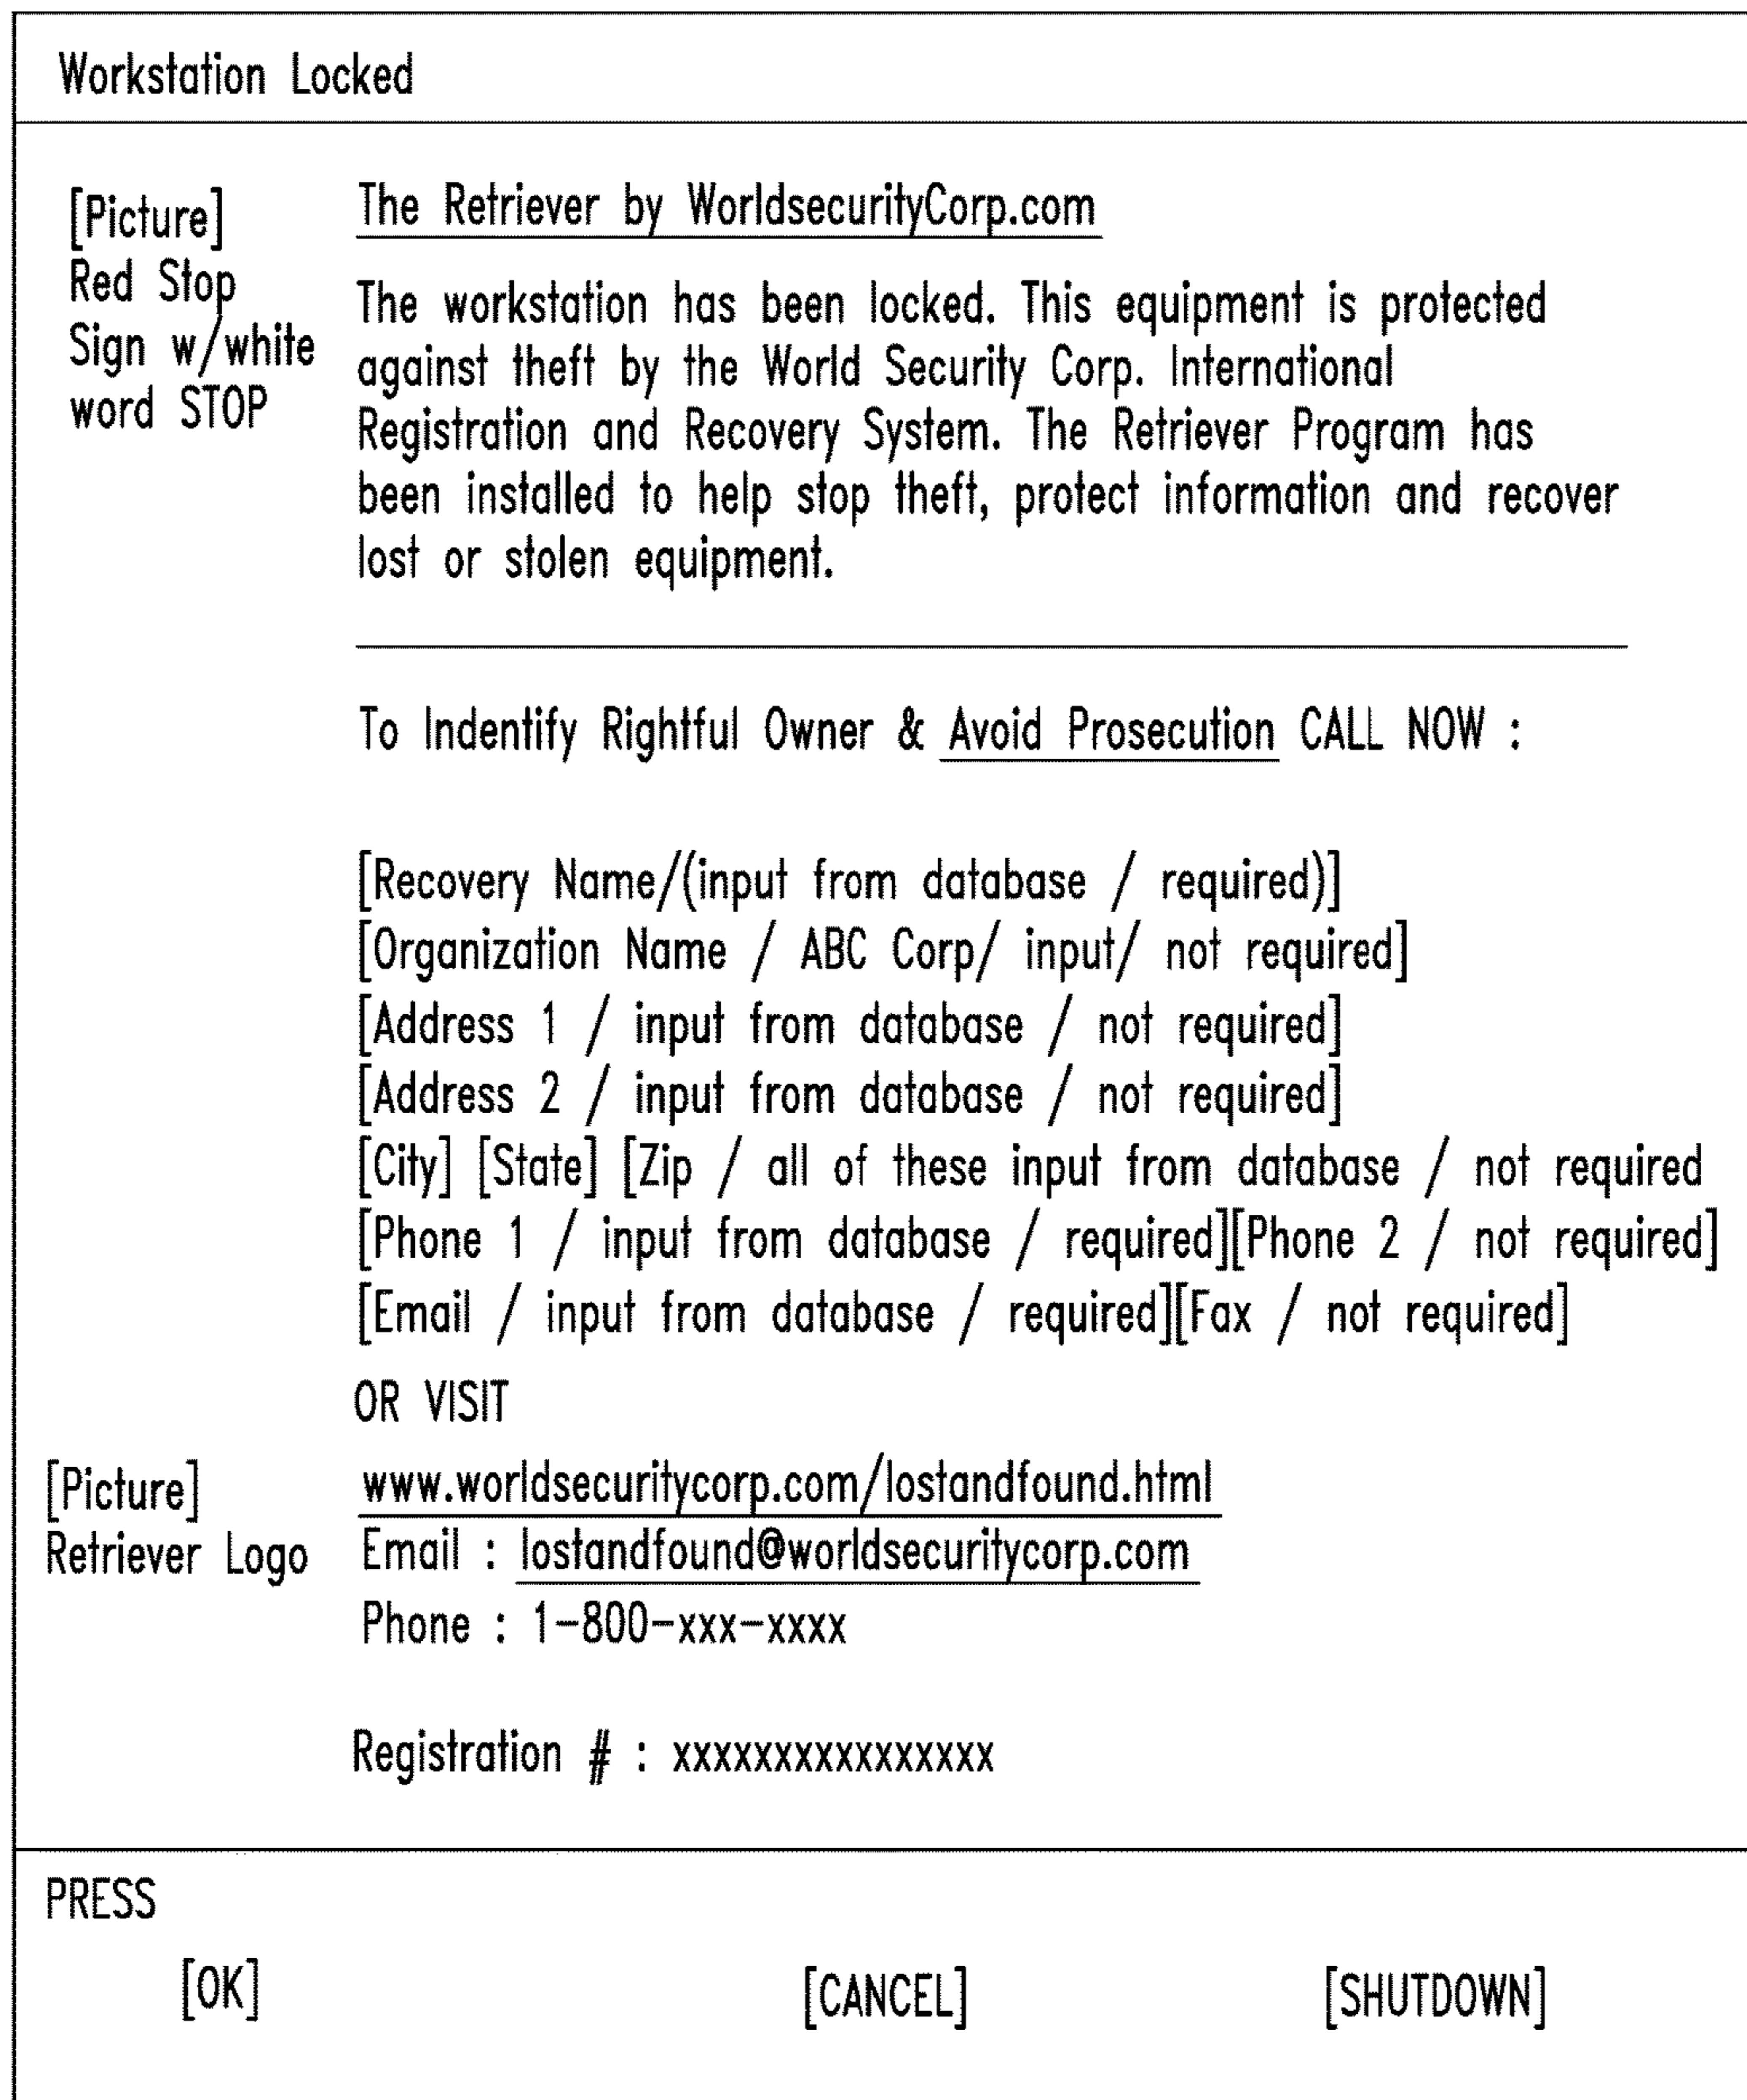 Workstation Locked
[Picture]
Red Stop
Sign w/white
word STOP
The Retriever by WorldsecurityCorp.com
The workstation has been locked. This equipment is protected
against theft by the World Security Corp. International
Registration and Recovery System. The Retriever Program has
been installed to help stop theft, protect information and recover
lost or stolen equipment.
To Indentify Rightful Owner & Avoid Prosecution CALL NOW :
[Recovery Name/(input from database / required)]
[Organization Name / ABC Corp/ input/ not required]
[Address 1 / input from database / not required]
[Address 2 / input from database / not required]
[City] [State] [Zip / all of these input from database / not required
[Phone 1 / input from database / required][Phone 2 / not required]
[Email / input from database / required][Fax / not required]
OR VISIT
[Picture]
Retriever Logo
www.worldsecuritycorp.com/lostandfound.html
Email : lostandfound@worldsecuritycorp.com
Phone : 1-800-xxx-xxxx
Registration # : xxxxxxxxxxxxxxxx
PRESS
[OK] [CANCEL] [SHUTDOWN]